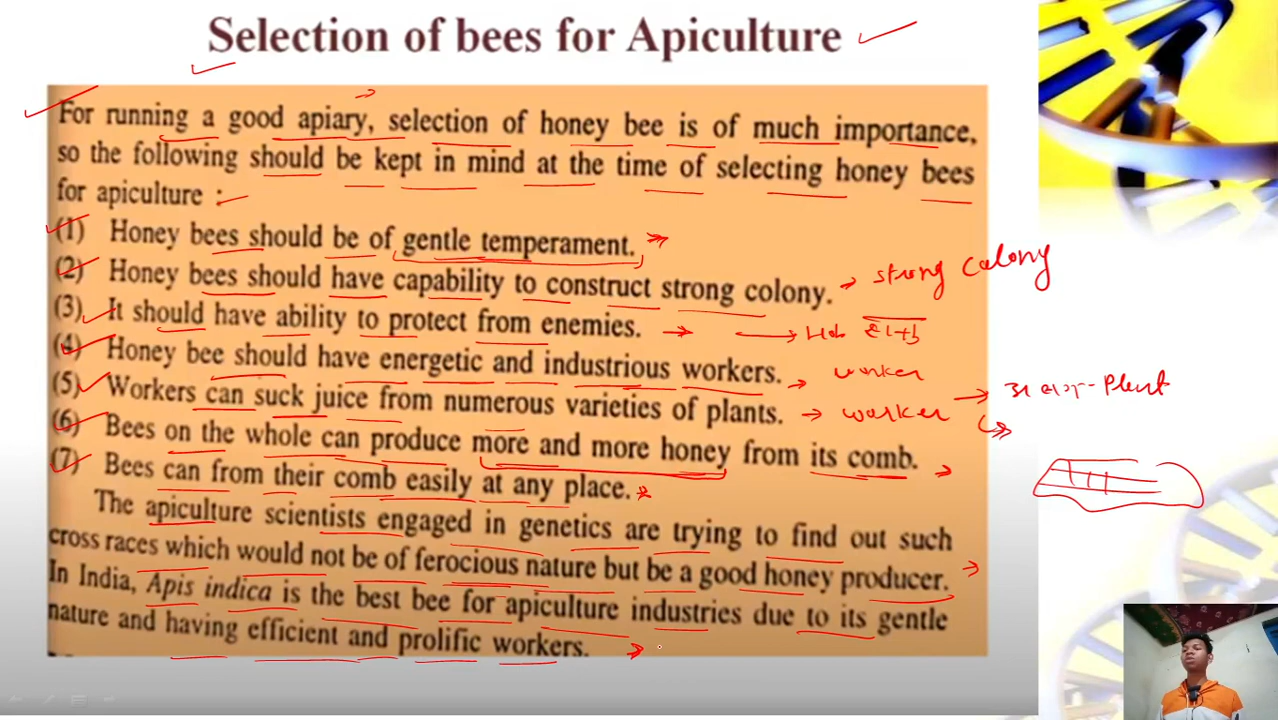 Selection of bees for Apiculture
For running a good apiary, selection of honey bee is of much importance,
so the following should be kept in mind at the time of selecting honey bees
for apiculture :
(1) Honey bees should be of gentle temperament.
(2) Honey bees should have capability to construct strong colony.
strong colony
(3) It should have ability to protect from enemies.
(4) Honey bee should have energetic and industrious workers.
worker
(5) Workers can suck juice from numerous varieties of plants.
worker
Plant
(6) Bees on the whole can produce more and more honey from its comb.
(7) Bees can from their comb easily at any place.
The apiculture scientists engaged in genetics are trying to find out such
cross races which would not be of ferocious nature but be a good honey producer.
In India, Apis indica is the best bee for apiculture industries due to its gentle
nature and having efficient and prolific workers.